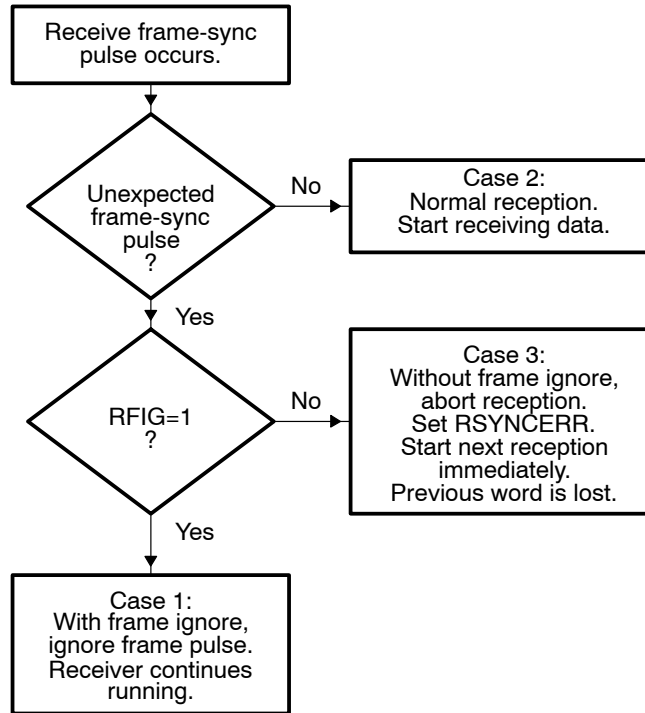 Receive frame-sync
pulse occurs.
Unexpected
frame-sync
pulse
?
No
Case 2:
Normal reception.
Start receiving data.
Yes
RFIG=1
?
No
Case 3:
Without frame ignore,
abort reception.
Set RSYNCERR.
Start next reception
immediately.
Previous word is lost.
Yes
Case 1:
With frame ignore,
ignore frame pulse.
Receiver continues
running.